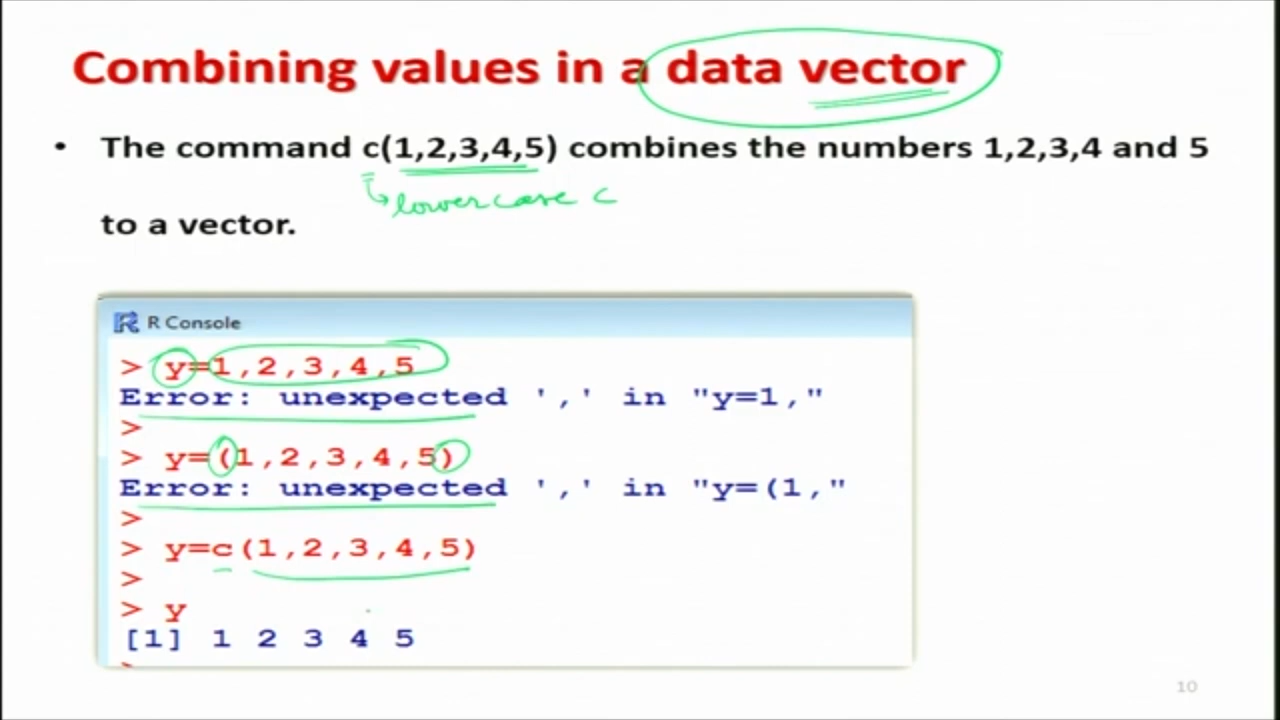 Combining values in a data vector
• The command c(1,2,3,4,5) combines the numbers 1,2,3,4 and 5
lowercase c
to a vector.
R Console
> y=1,2,3,4,5
Error: unexpected ',' in "y=1,"
>
> y=(1,2,3,4,5)
Error: unexpected ',' in "y=(1,"
>
> y=c(1,2,3,4,5)
>
> y
[1] 1 2 3 4 5
10